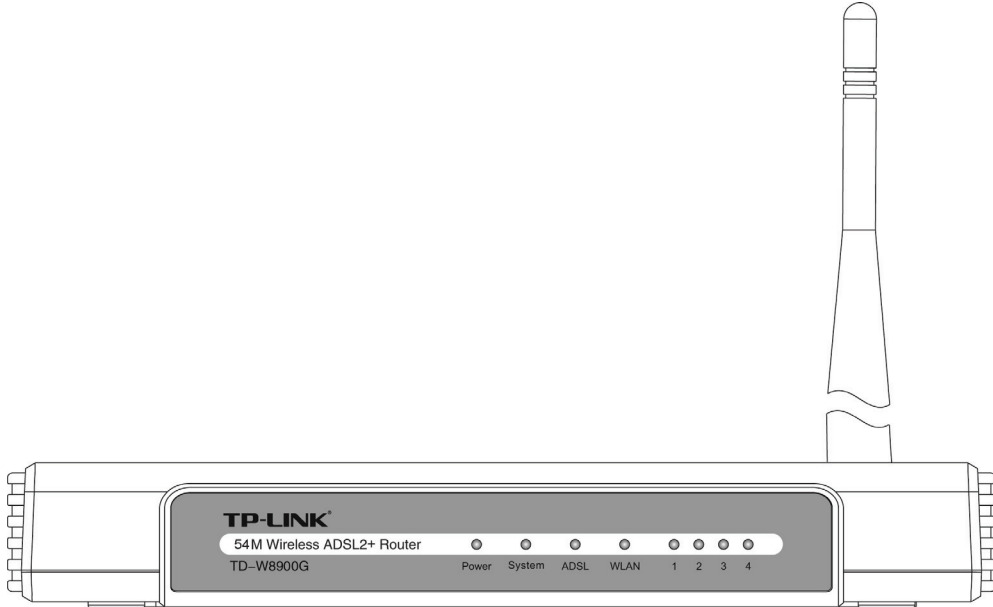 TP-LINK®
54M Wireless ADSL2+ Router
TD-W8900G
Power System ADSL WLAN 1 2 3 4